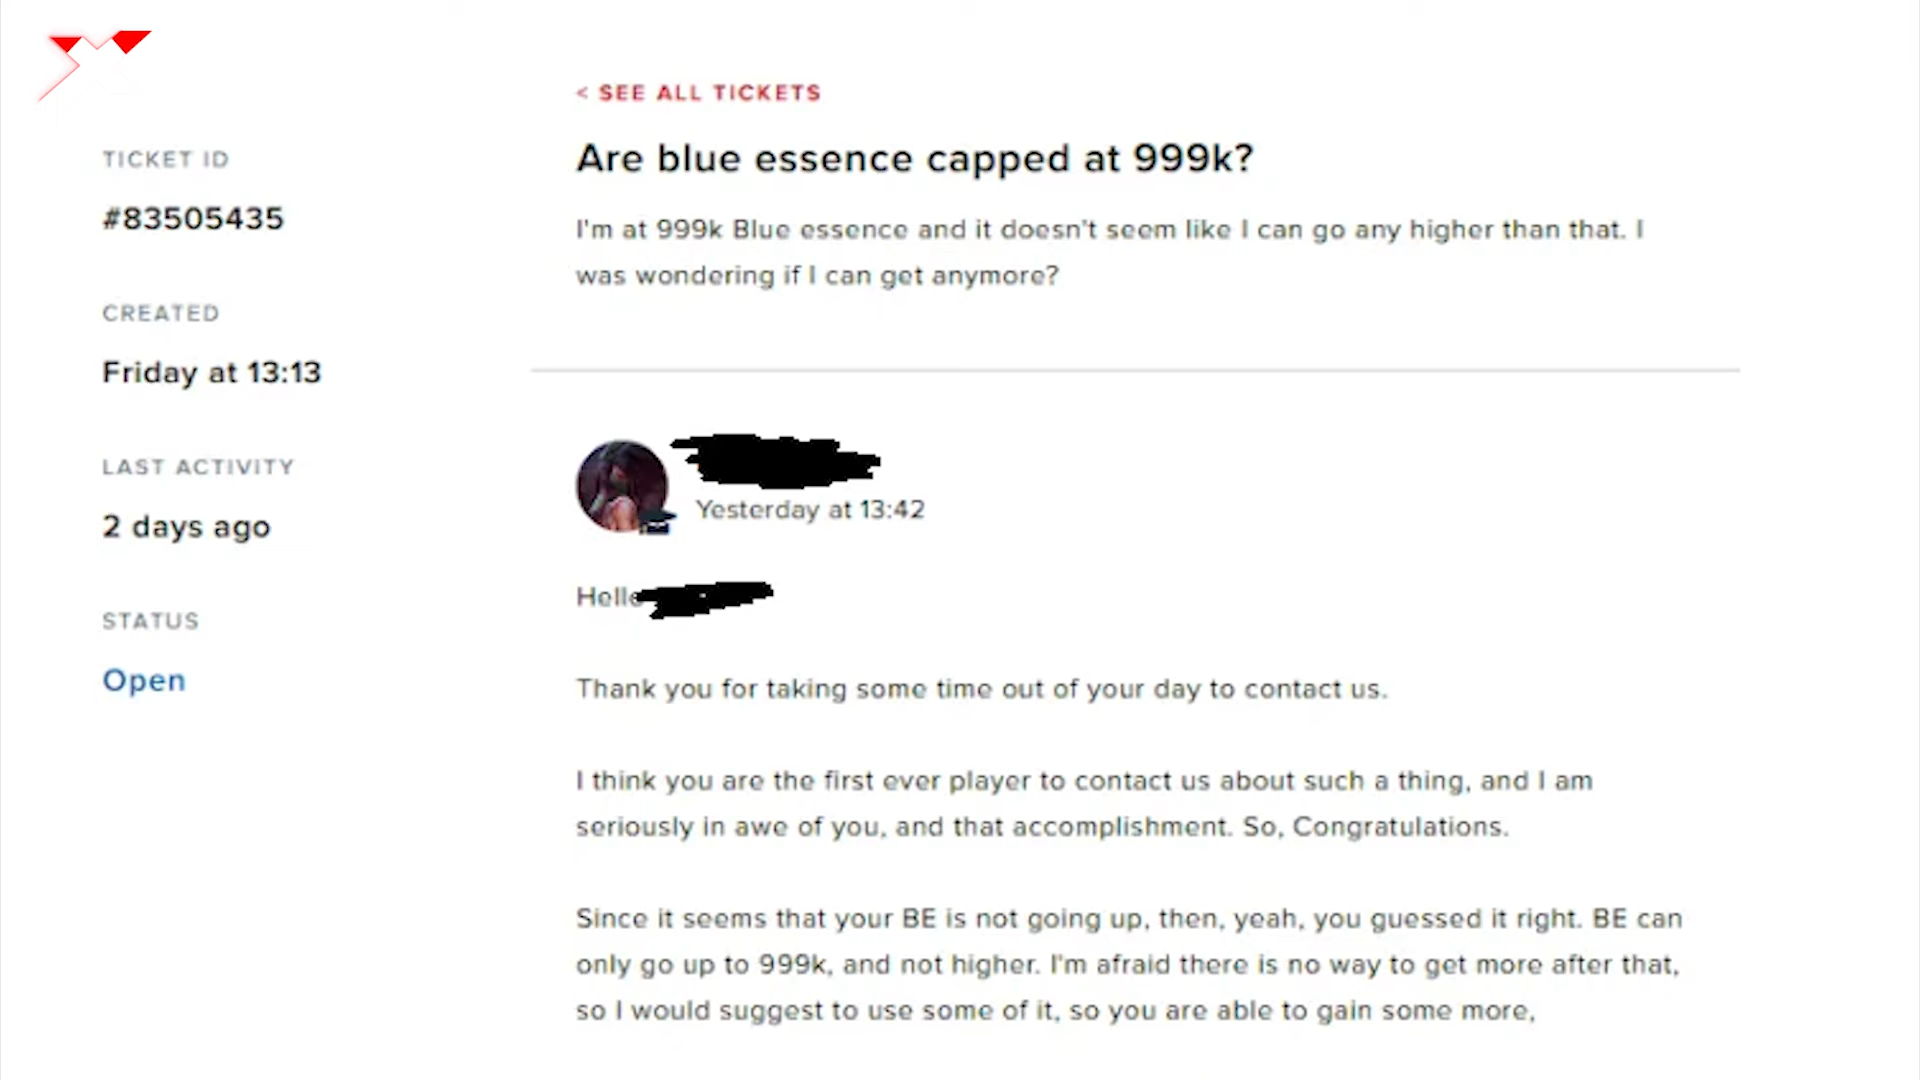 < SEE ALL TICKETS
TICKET ID
#83505435
CREATED
Friday at 13:13
LAST ACTIVITY
2 days ago
STATUS
Open
Are blue essence capped at 999k?
I'm at 999k Blue essence and it doesn't seem like I can go any higher than that. I
was wondering if I can get anymore?
Yesterday at 13:42
Hello
Thank you for taking some time out of your day to contact us.
I think you are the first ever player to contact us about such a thing, and I am
seriously in awe of you, and that accomplishment. So, Congratulations.
Since it seems that your BE is not going up, then, yeah, you guessed it right. BE can
only go up to 999k, and not higher. I'm afraid there is no way to get more after that,
so I would suggest to use some of it, so you are able to gain some more,